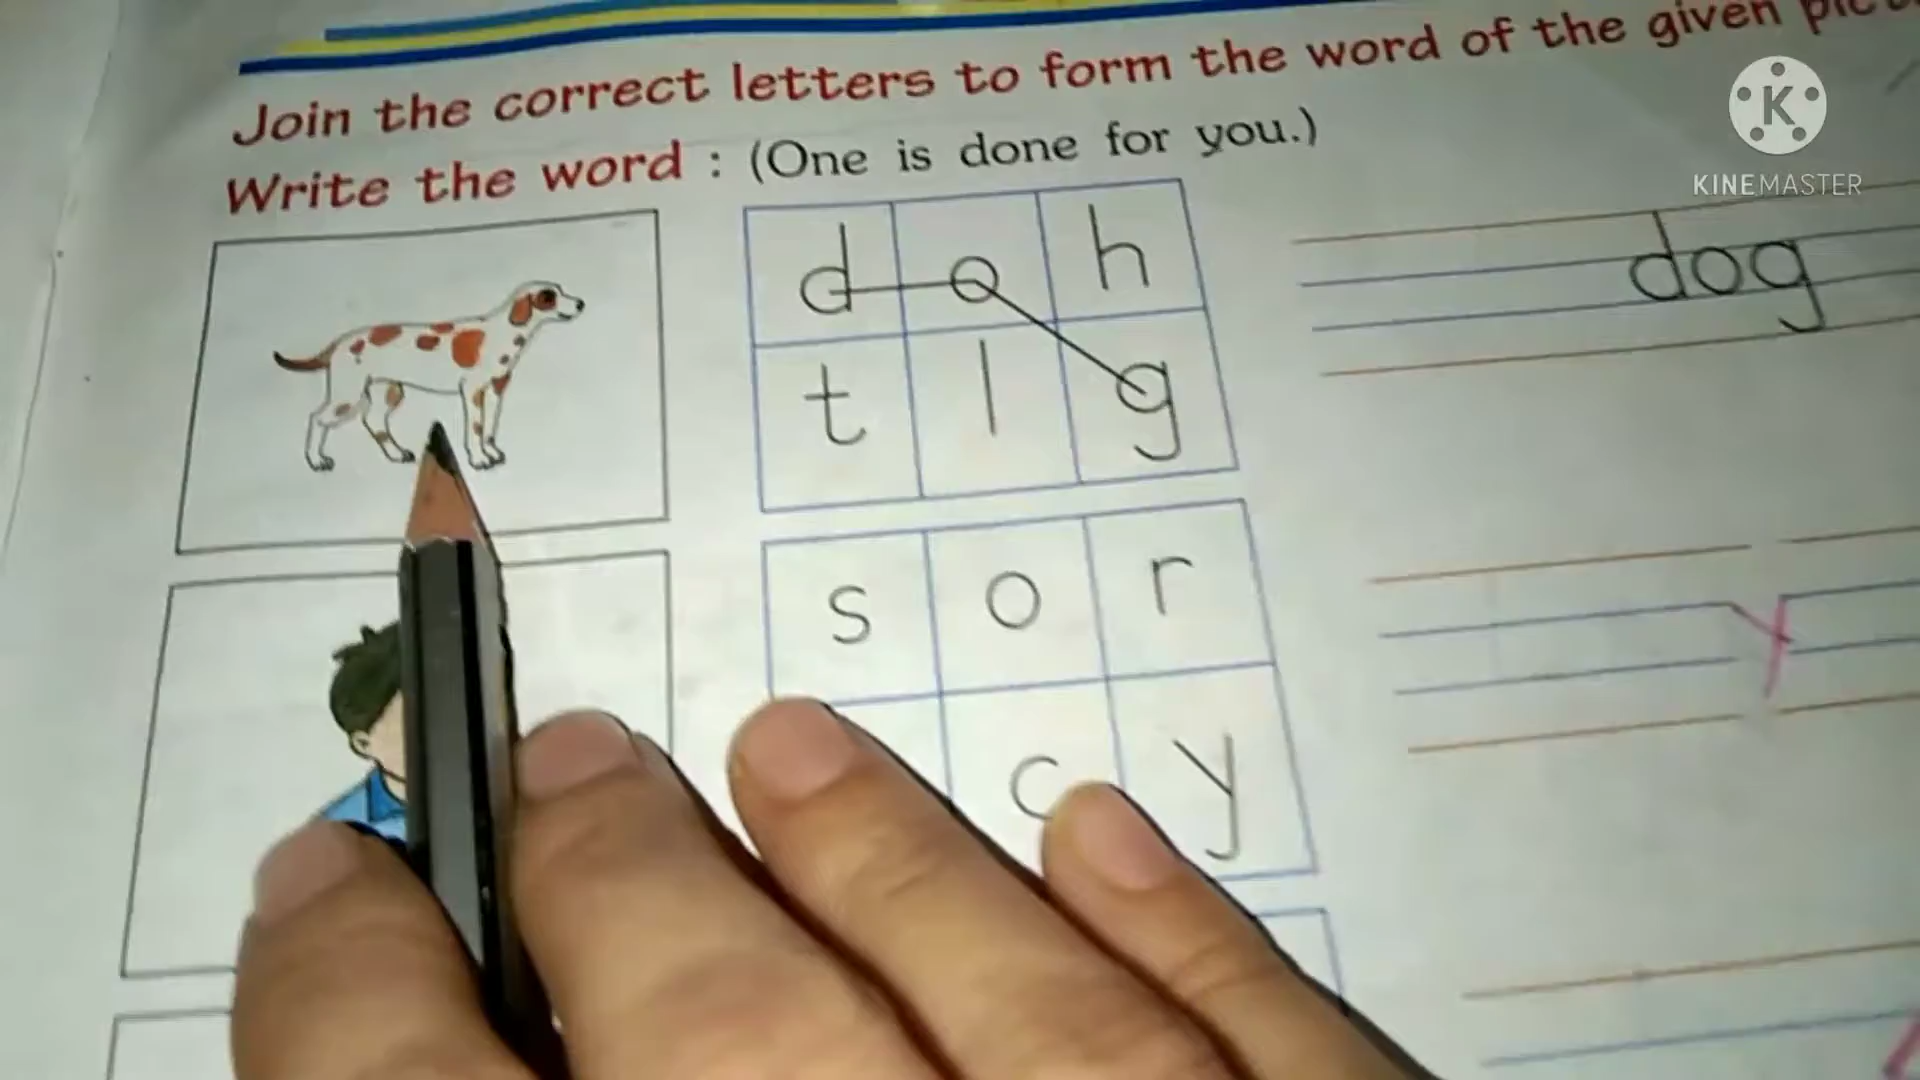 Join the correct letters to form the word of the given
Write the word : (One is done for you.)
KINEMASTER
d o h
dog
t l g
s o r
c y